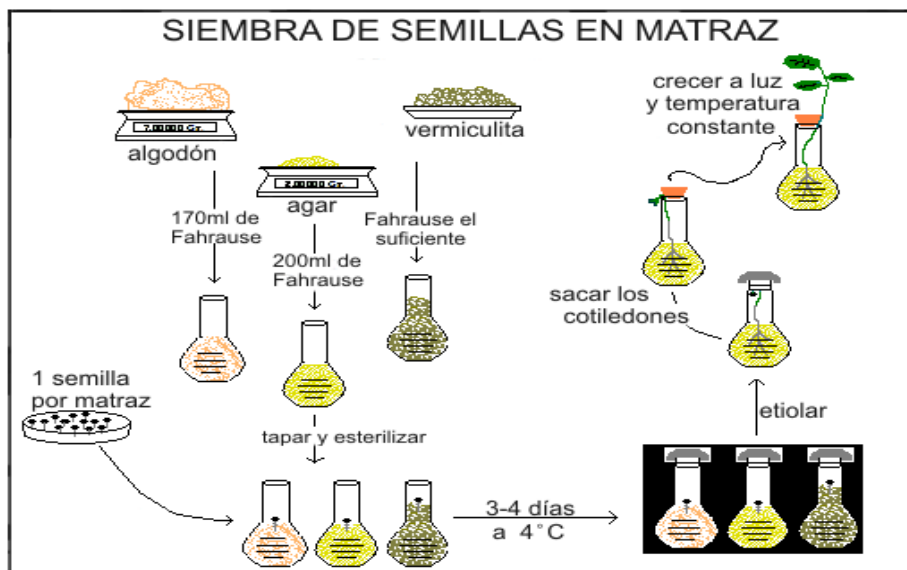 SIEMBRA DE SEMILLAS EN MATRAZ
7.00000 Gr.
algodón
2.00000 Gr.
agar
vermiculita
170ml de
Fahrause
200ml de
Fahrause
Fahrause el
suficiente
1 semilla
por matraz
tapar y esterilizar
3-4 días
a 4°C
etiolar
sacar los
cotiledones
crecer a luz
y temperatura
constante